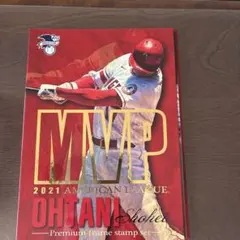 MVP
2021 AMERICAN LEAGUE
OHTANI Shohei
Premium frame stamp set